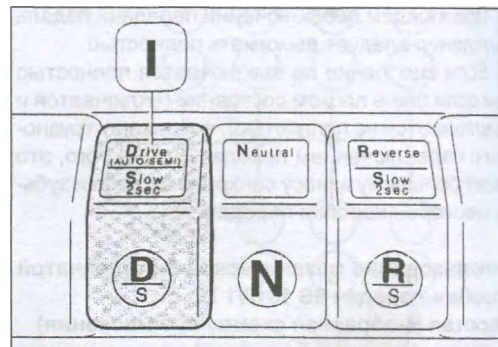 I
Drive
(AUTO/SEMI)
Slow
2sec
Neutral
Reverse
Slow
2sec
D
S
N
R
S